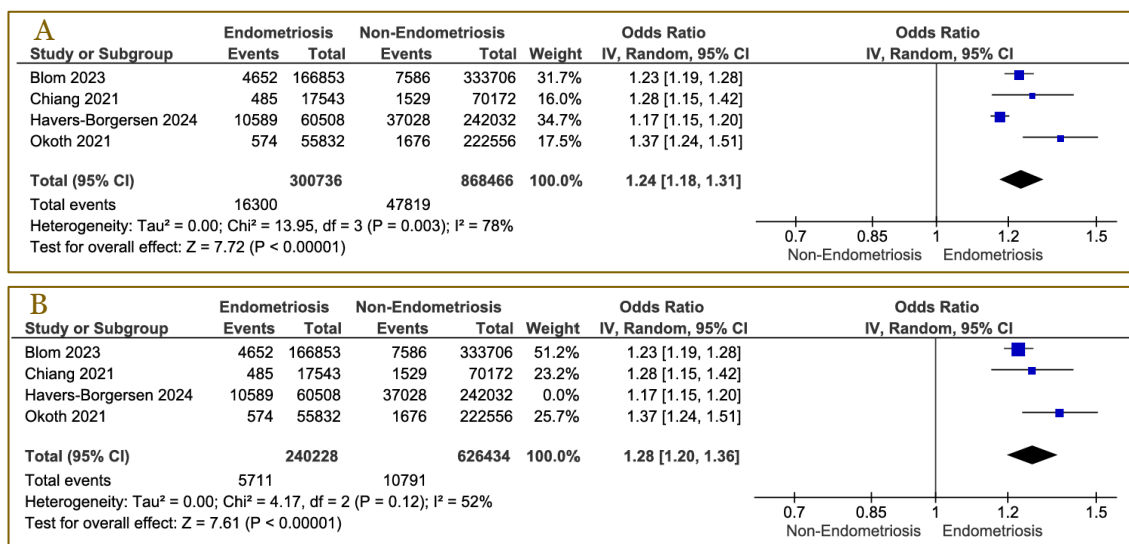 A
Endometriosis Non-Endometriosis Odds Ratio Odds Ratio
Study or Subgroup Events Total Events Total Weight IV, Random, 95% CI IV, Random, 95% CI
Blom 2023 4652 166853 7586 333706 31.7% 1.23 [1.19, 1.28]
Chiang 2021 485 17543 1529 70172 16.0% 1.28 [1.15, 1.42]
Havers-Borgersen 2024 10589 60508 37028 242032 34.7% 1.17 [1.15, 1.20]
Okoth 2021 574 55832 1676 222556 17.5% 1.37 [1.24, 1.51]
Total (95% CI) 300736 868466 100.0% 1.24 [1.18, 1.31]
Total events 16300 47819
Heterogeneity: Tau² = 0.00; Chi² = 13.95, df = 3 (P = 0.003); I² = 78%
Test for overall effect: Z = 7.72 (P < 0.00001)
0.7 0.85 1 1.2 1.5
Non-Endometriosis Endometriosis
B
Endometriosis Non-Endometriosis Odds Ratio Odds Ratio
Study or Subgroup Events Total Events Total Weight IV, Random, 95% CI IV, Random, 95% CI
Blom 2023 4652 166853 7586 333706 51.2% 1.23 [1.19, 1.28]
Chiang 2021 485 17543 1529 70172 23.2% 1.28 [1.15, 1.42]
Havers-Borgersen 2024 10589 60508 37028 242032 0.0% 1.17 [1.15, 1.20]
Okoth 2021 574 55832 1676 222556 25.7% 1.37 [1.24, 1.51]
Total (95% CI) 240228 626434 100.0% 1.28 [1.20, 1.36]
Total events 5711 10791
Heterogeneity: Tau² = 0.00; Chi² = 4.17, df = 2 (P = 0.12); I² = 52%
Test for overall effect: Z = 7.61 (P < 0.00001)
0.7 0.85 1 1.2 1.5
Non-Endometriosis Endometriosis